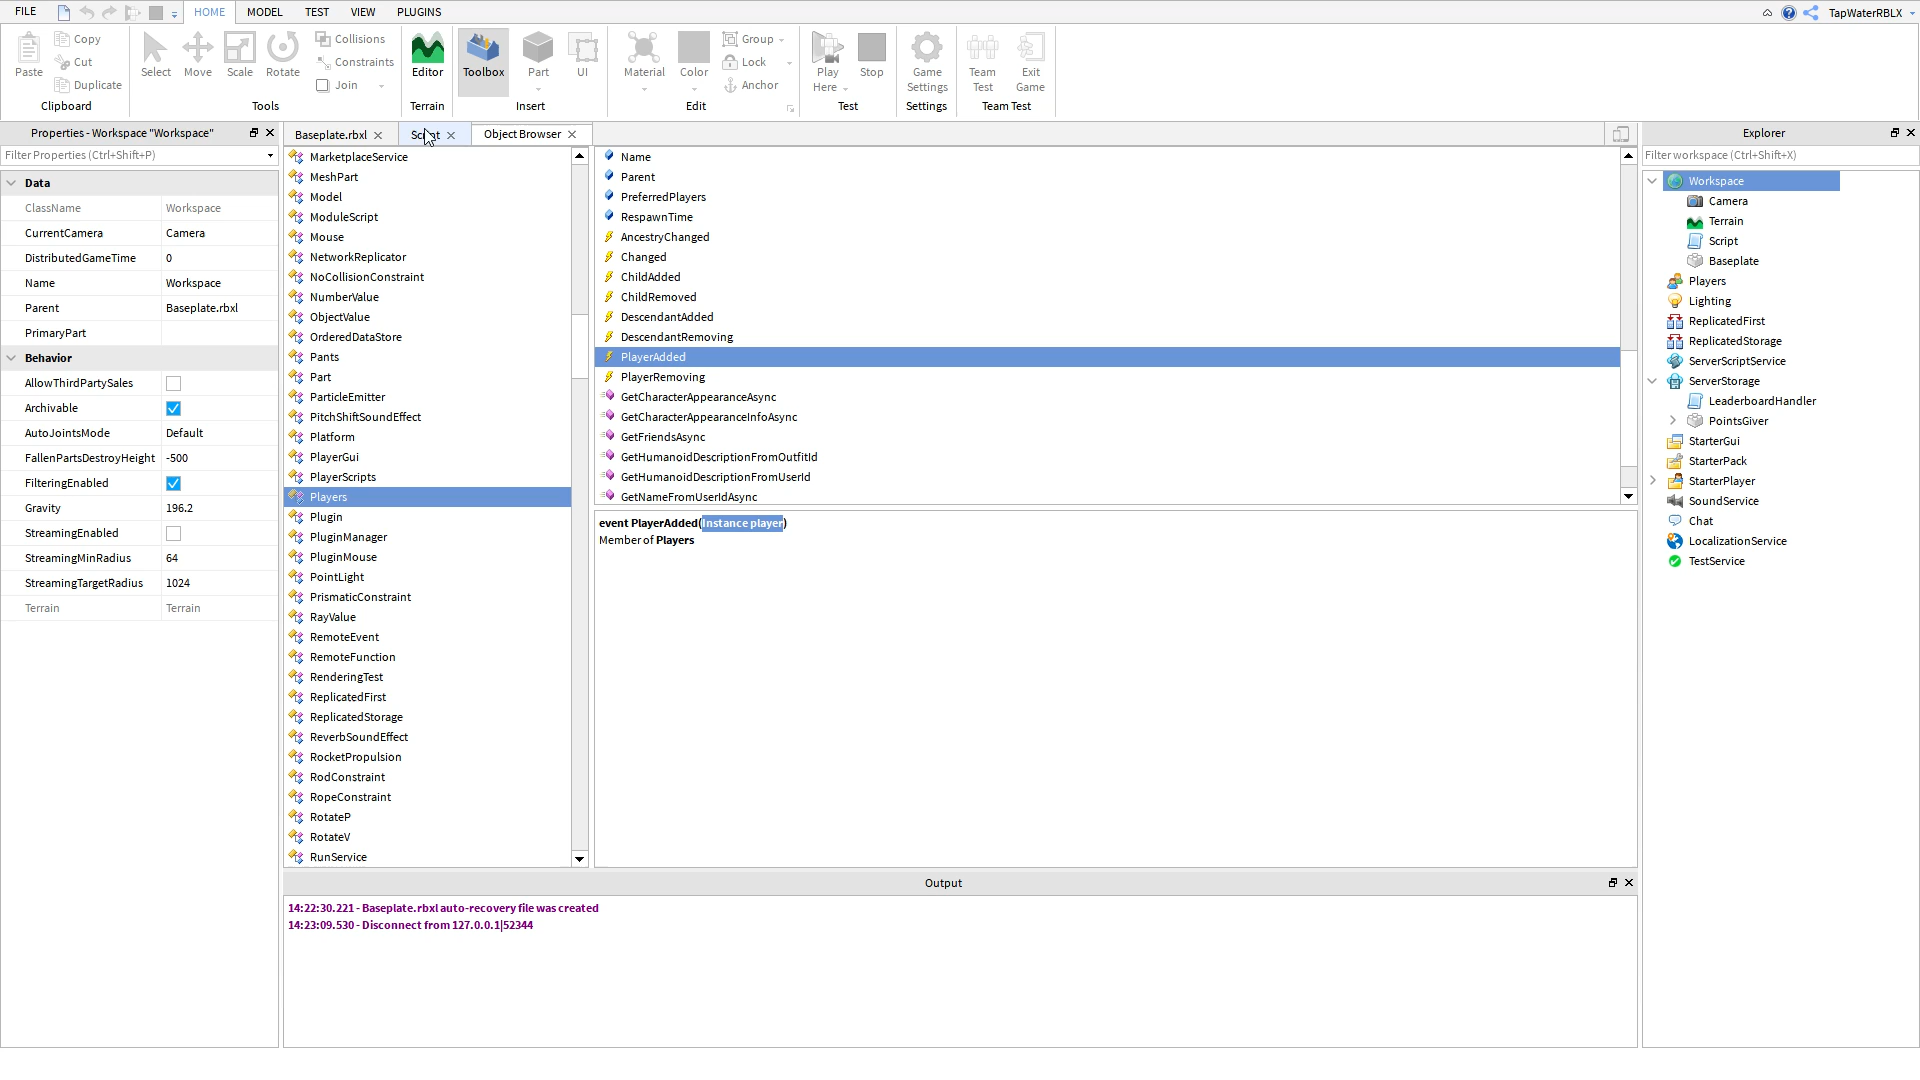 FILE HOME MODEL TEST VIEW PLUGINS TapWaterRBLX
Paste Copy Cut Duplicate Clipboard
Select Move Scale Rotate Collisions Constraints Join Tools
Editor Terrain
Toolbox Part UI Insert
Material Color Group Lock Anchor Edit
Play Here Stop Test
Game Settings Settings
Team Test Exit Game Team Test
Properties - Workspace "Workspace"
Filter Properties (Ctrl+Shift+P)
Data
ClassName Workspace
CurrentCamera Camera
DistributedGameTime 0
Name Workspace
Parent Baseplate.rbxl
PrimaryPart
Behavior
AllowThirdPartySales
Archivable
AutoJointsMode Default
FallenPartsDestroyHeight -500
FilteringEnabled
Gravity 196.2
StreamingEnabled
StreamingMinRadius 64
StreamingTargetRadius 1024
Terrain Terrain
Baseplate.rbxl Script Object Browser
MarketplaceService
MeshPart
Model
ModuleScript
Mouse
NetworkReplicator
NoCollisionConstraint
NumberValue
ObjectValue
OrderedDataStore
Pants
Part
ParticleEmitter
PitchShiftSoundEffect
Platform
PlayerGui
PlayerScripts
Players
Plugin
PluginManager
PluginMouse
PointLight
PrismaticConstraint
RayValue
RemoteEvent
RemoteFunction
RenderingTest
ReplicatedFirst
ReplicatedStorage
ReverbSoundEffect
RocketPropulsion
RodConstraint
RopeConstraint
RotateP
RotateV
RunService
Name
Parent
PreferredPlayers
RespawnTime
AncestryChanged
Changed
ChildAdded
ChildRemoved
DescendantAdded
DescendantRemoving
PlayerAdded
PlayerRemoving
GetCharacterAppearanceAsync
GetCharacterAppearanceInfoAsync
GetFriendsAsync
GetHumanoidDescriptionFromOutfitId
GetHumanoidDescriptionFromUserId
GetNameFromUserIdAsync
event PlayerAdded(Instance player)
Member of Players
Output
14:22:30.221 - Baseplate.rbxl auto-recovery file was created
14:23:09.530 - Disconnect from 127.0.0.1|52344
Explorer
Filter workspace (Ctrl+Shift+X)
Workspace
Camera
Terrain
Script
Baseplate
Players
Lighting
ReplicatedFirst
ReplicatedStorage
ServerScriptService
ServerStorage
LeaderboardHandler
PointsGiver
StarterGui
StarterPack
StarterPlayer
SoundService
Chat
LocalizationService
TestService